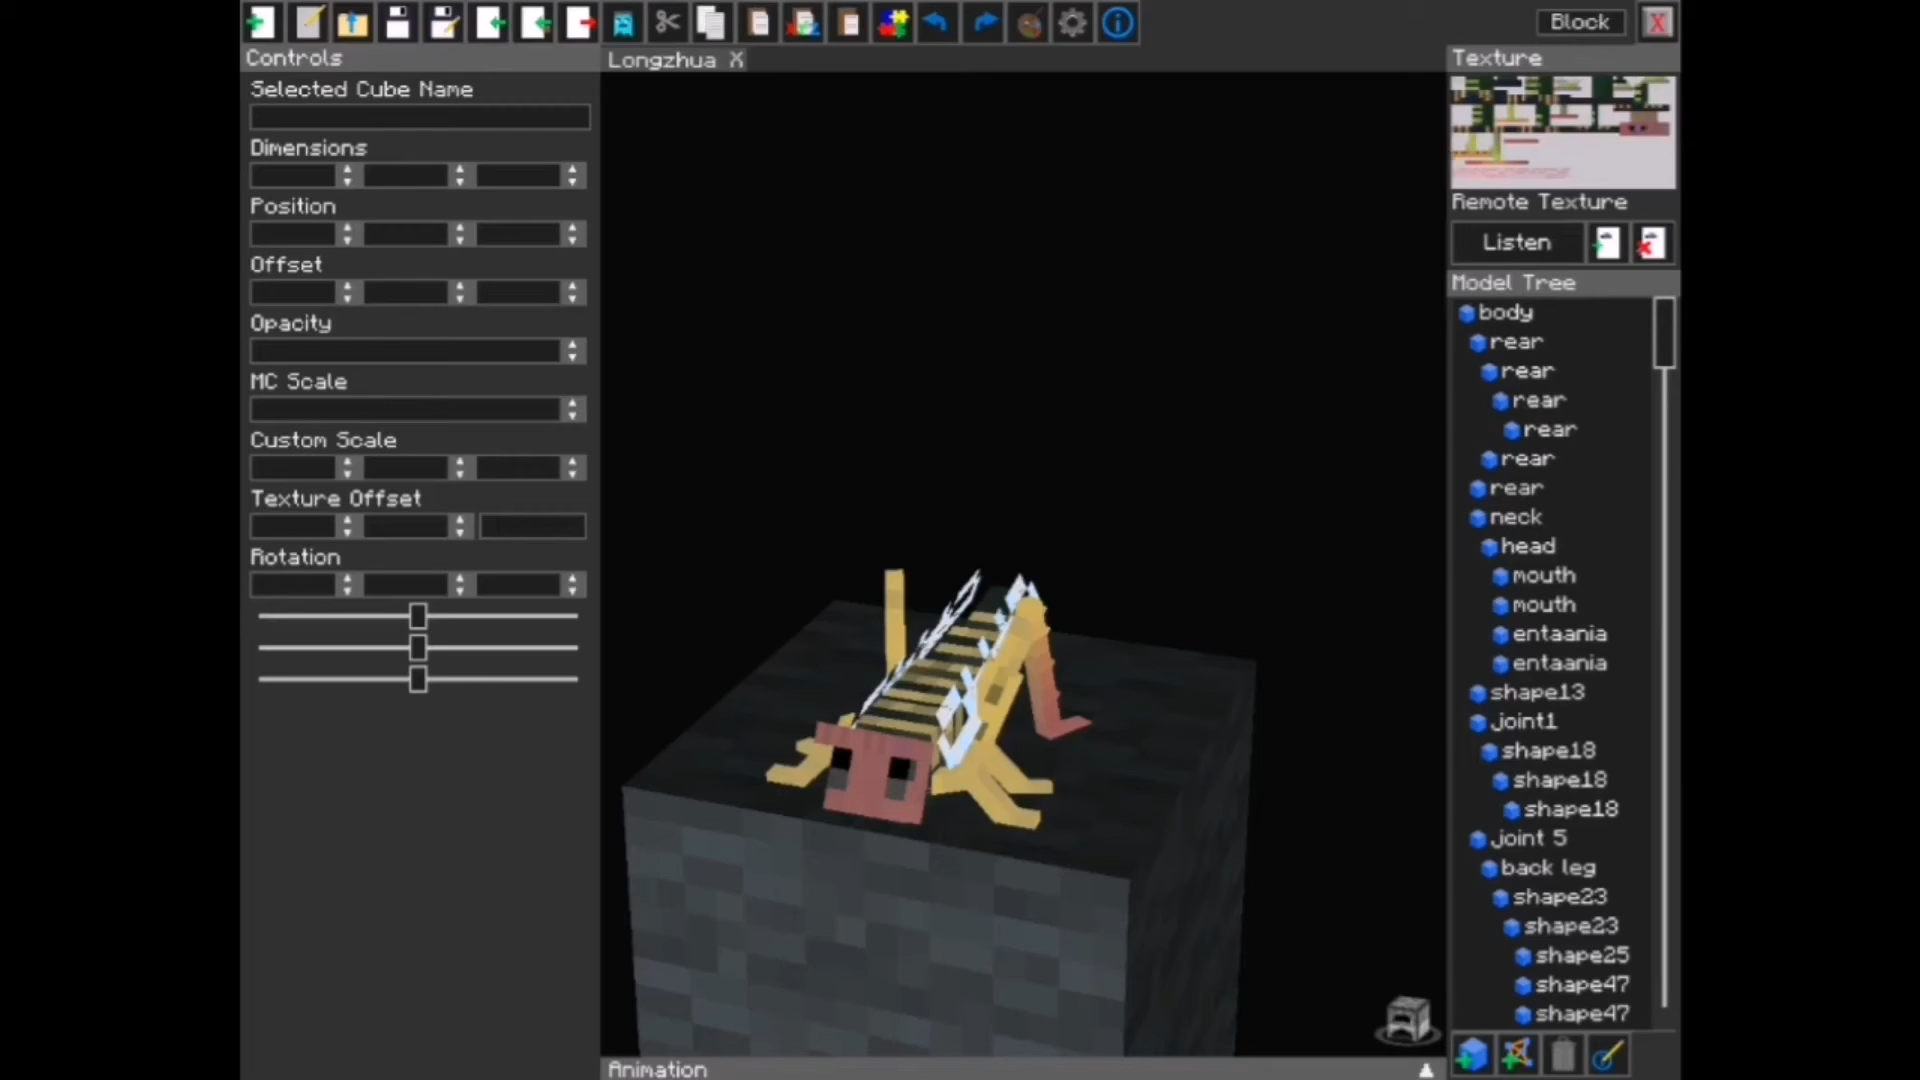 Block
Controls
Longzhua X
Texture
Selected Cube Name
Dimensions
Position
Offset
Opacity
MC Scale
Custom Scale
Texture Offset
Rotation
Remote Texture
Listen
Model Tree
body
rear
rear
rear
rear
rear
rear
neck
head
mouth
mouth
entaania
entaania
shape13
joint1
shape18
shape18
shape18
joint 5
back leg
shape23
shape23
shape25
shape47
shape47
Animation